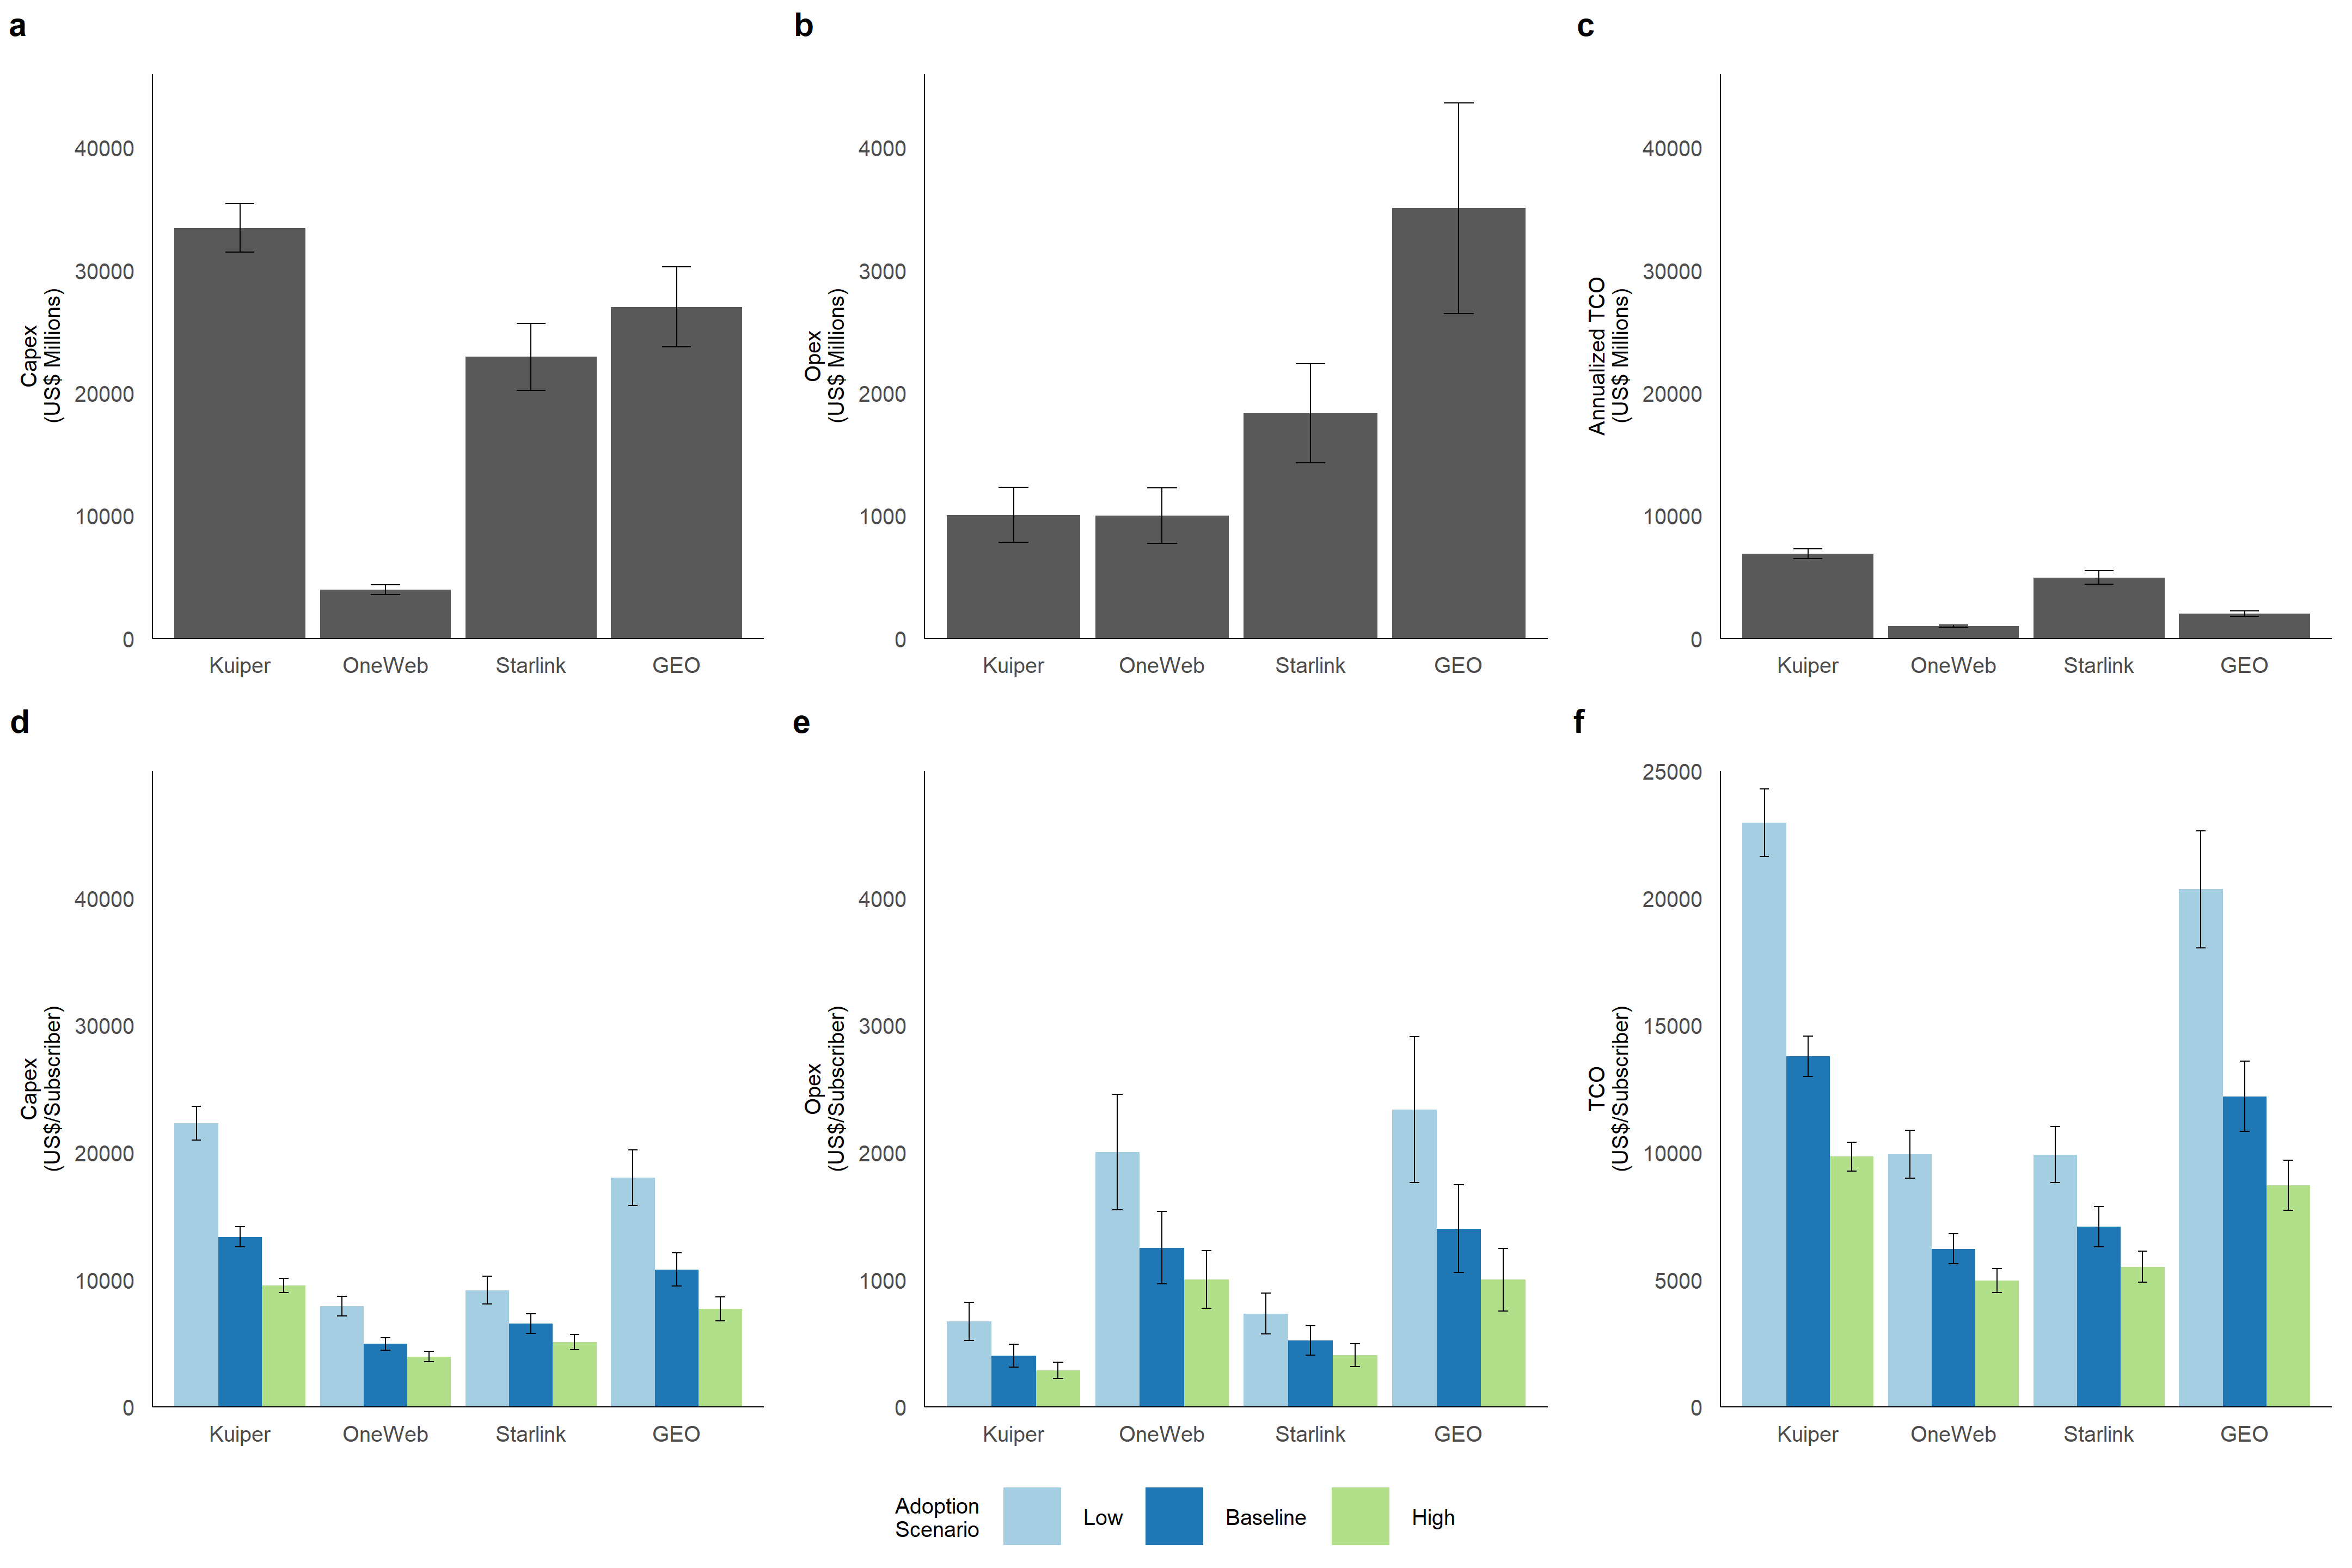 a
Capex
(US$ Millions)
40000
30000
20000
10000
0
Kuiper OneWeb Starlink GEO
b
Opex
(US$ Millions)
4000
3000
2000
1000
0
Kuiper OneWeb Starlink GEO
c
Annualized TCO
(US$ Millions)
40000
30000
20000
10000
0
Kuiper OneWeb Starlink GEO
d
Capex
(US$/Subscriber)
40000
30000
20000
10000
0
Kuiper OneWeb Starlink GEO
e
Opex
(US$/Subscriber)
4000
3000
2000
1000
0
Kuiper OneWeb Starlink GEO
f
TCO
(US$/Subscriber)
25000
20000
15000
10000
5000
0
Kuiper OneWeb Starlink GEO
Adoption
Scenario
Low Baseline High